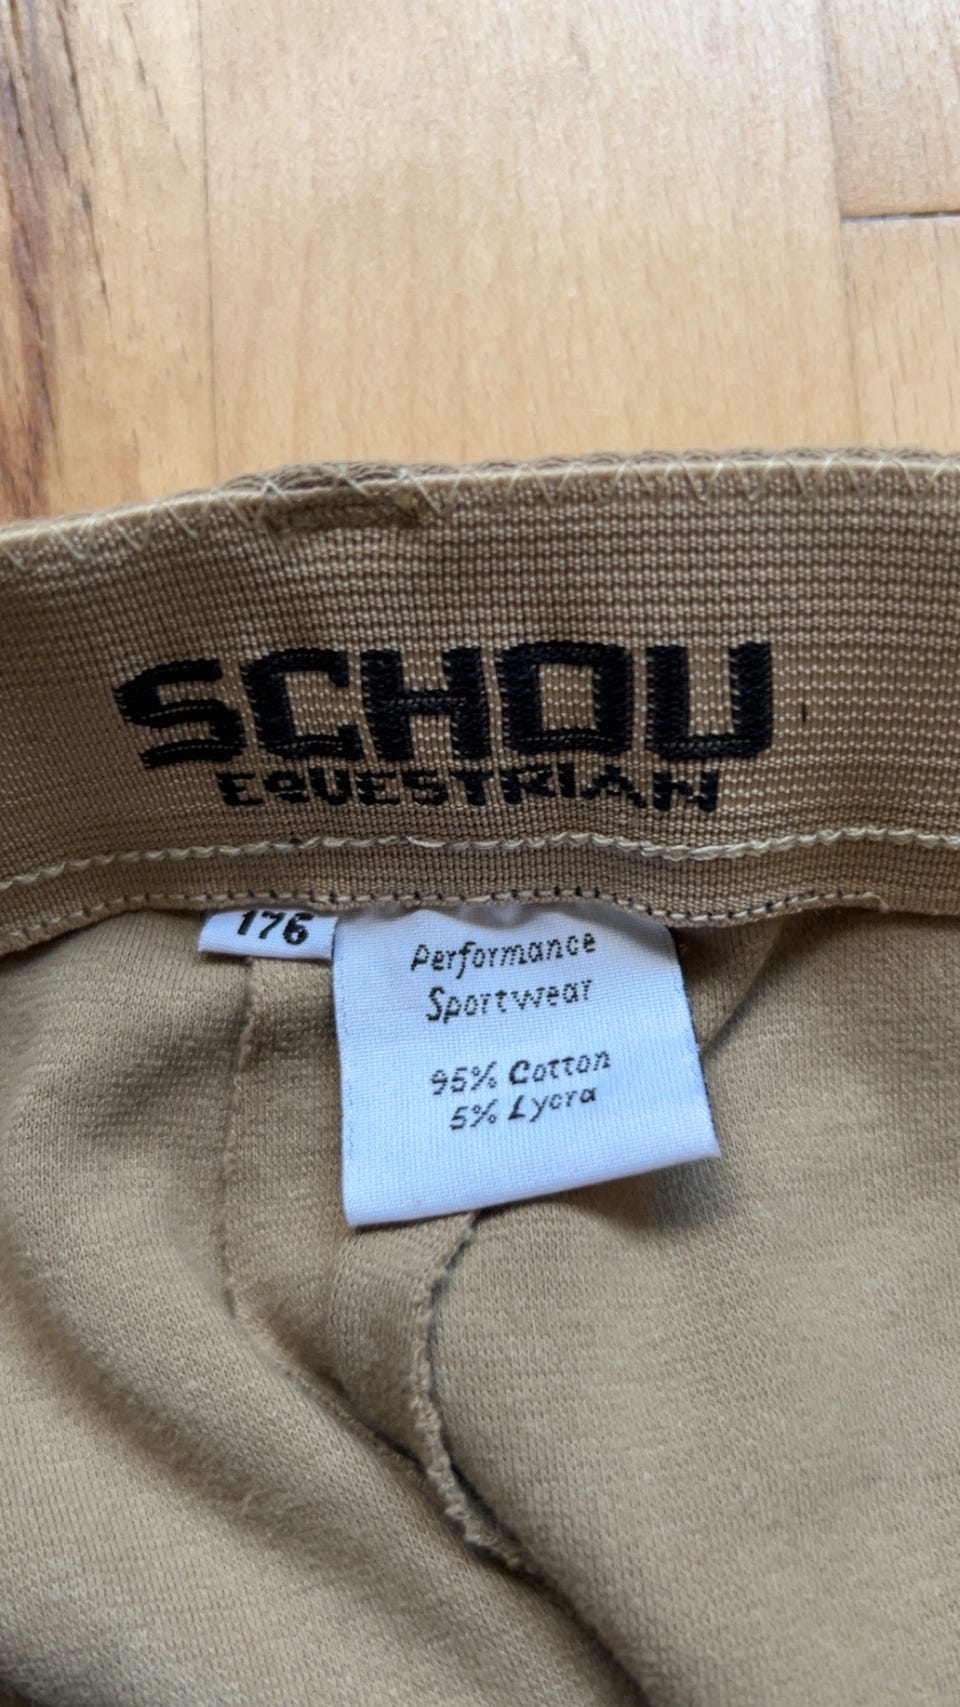 SCHOU
EQUESTRIAN
176
Performance
Sportwear
95% Cotton
5% Lycra